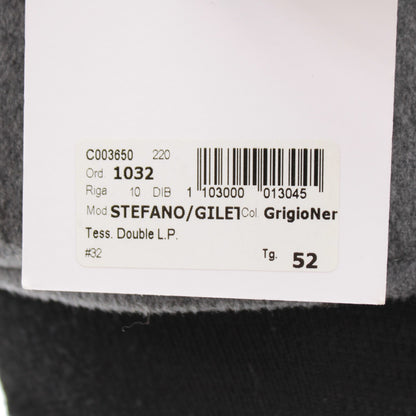 C003650 220
Ord 1032
Riga 10 DIB 1 103000 013045
Mod STEFANO/GILET Col. GrigioNer
Tess. Double L.P.
#32 Tg. 52